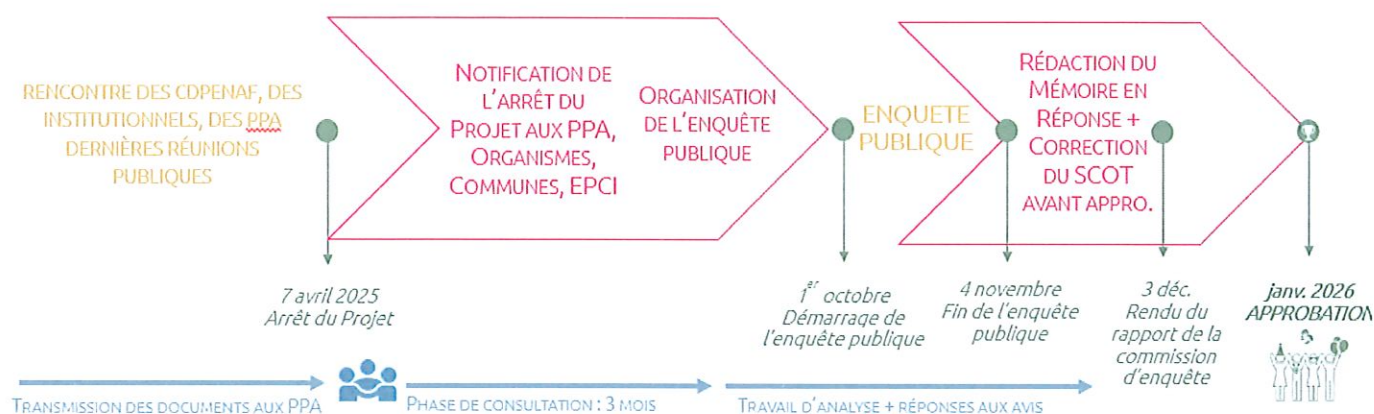 RENCONTRE DES CDPENAF, DES
INSTITUTIONNELS, DES PPA
DERNIÈRES RÉUNIONS
PUBLIQUES
NOTIFICATION DE
L'ARRÊT DU
PROJET AUX PPA,
ORGANISMES,
COMMUNES, EPCI
ORGANISATION
DE L'ENQUÊTE
PUBLIQUE
ENQUETE
PUBLIQUE
RÉDACTION DU
MÉMOIRE EN
RÉPONSE +
CORRECTION
DU SCOT
AVANT APPRO.
7 avril 2025
Arrêt du Projet
1er octobre
Démarrage de
l'enquête publique
4 novembre
Fin de l'enquête
publique
3 déc.
Rendu du
rapport de la
commission
d'enquête
janv. 2026
APPROBATION
TRANSMISSION DES DOCUMENTS AUX PPA
PHASE DE CONSULTATION : 3 MOIS
TRAVAIL D'ANALYSE + RÉPONSES AUX AVIS